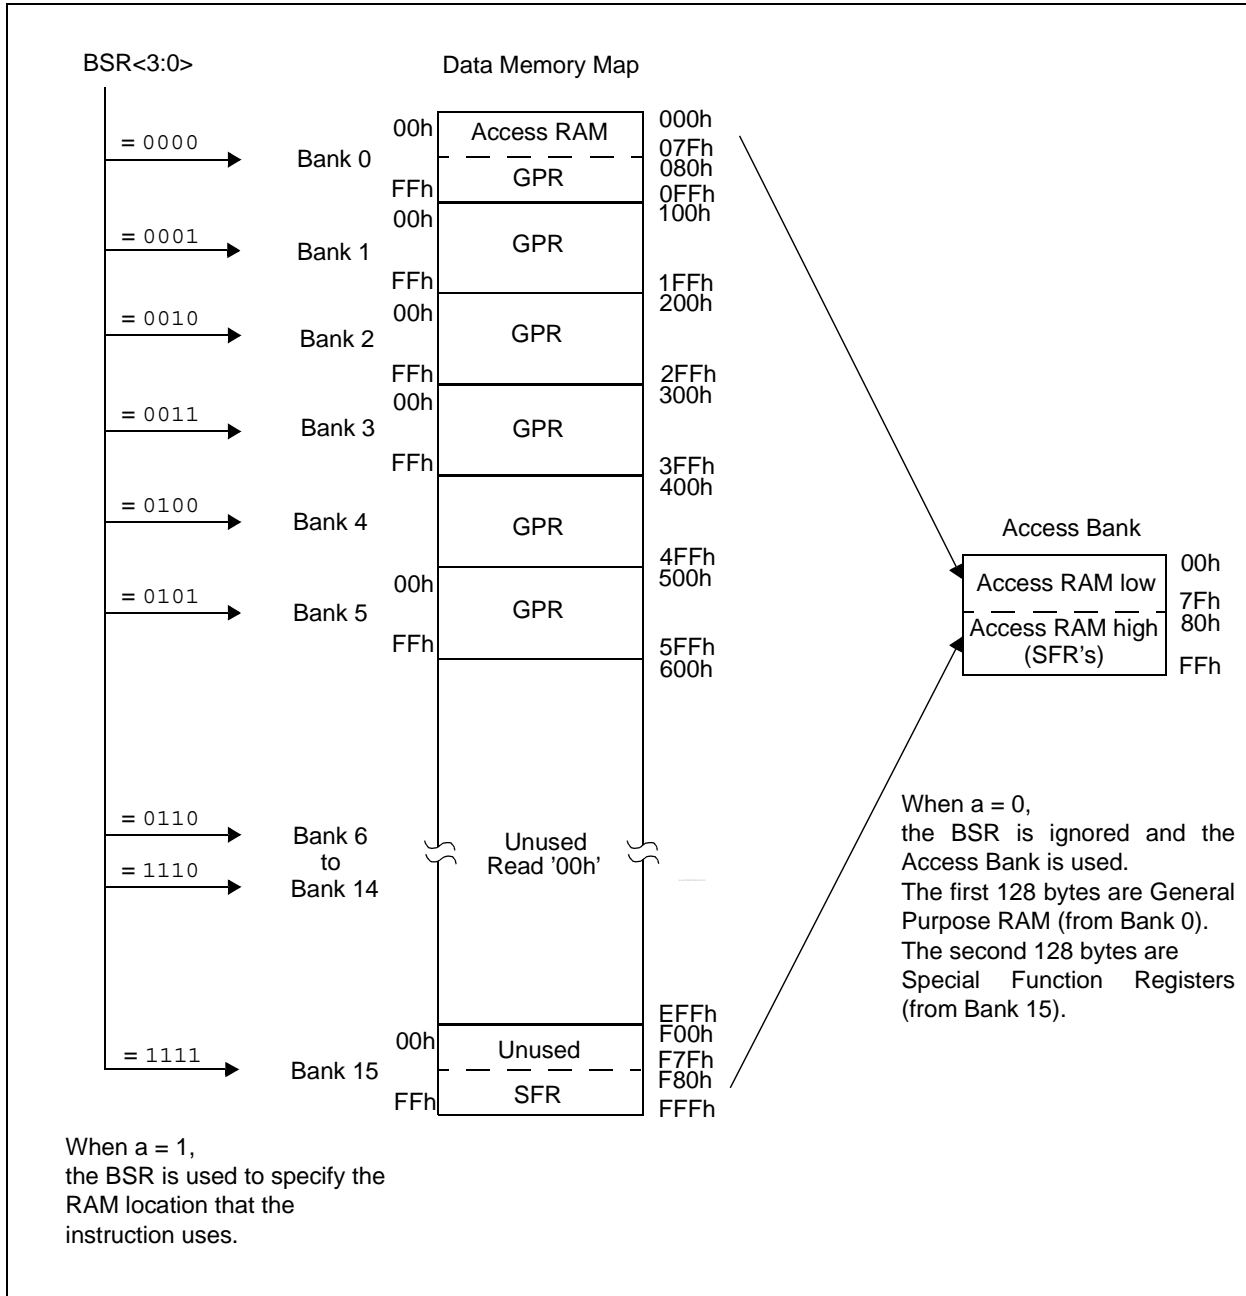 BSR<3:0>
Data Memory Map
= 0000
Bank 0
00h
Access RAM
000h
07Fh
080h
GPR
FFh
0FFh
= 0001
Bank 1
00h
GPR
100h
FFh
1FFh
= 0010
Bank 2
00h
GPR
200h
FFh
2FFh
= 0011
Bank 3
00h
GPR
300h
FFh
3FFh
= 0100
Bank 4
GPR
400h
4FFh
= 0101
Bank 5
00h
GPR
500h
FFh
5FFh
600h
= 0110
Bank 6
to
= 1110
Bank 14
Unused
Read '00h'
EFFh
= 1111
Bank 15
00h
Unused
F00h
F7Fh
F80h
SFR
FFh
FFFh
Access Bank
Access RAM low
00h
7Fh
80h
Access RAM high
(SFR's)
FFh
When a = 0,
the BSR is ignored and the
Access Bank is used.
The first 128 bytes are General
Purpose RAM (from Bank 0).
The second 128 bytes are
Special Function Registers
(from Bank 15).
When a = 1,
the BSR is used to specify the
RAM location that the
instruction uses.